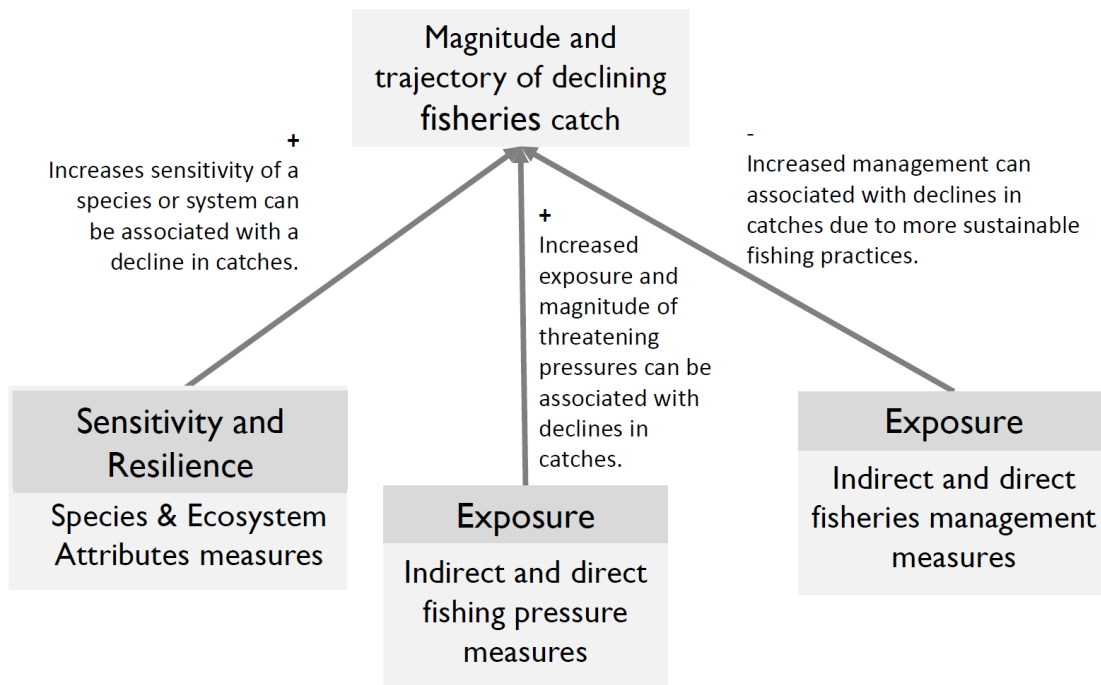 Magnitude and
trajectory of declining
fisheries catch
+
Increases sensitivity of a
species or system can
be associated with a
decline in catches.
+
Increased
exposure and
magnitude of
threatening
pressures can be
associated with
declines in
catches.
-
Increased management can
associated with declines in
catches due to more sustainable
fishing practices.
Sensitivity and
Resilience
Species & Ecosystem
Attributes measures
Exposure
Indirect and direct
fishing pressure
measures
Exposure
Indirect and direct
fisheries management
measures